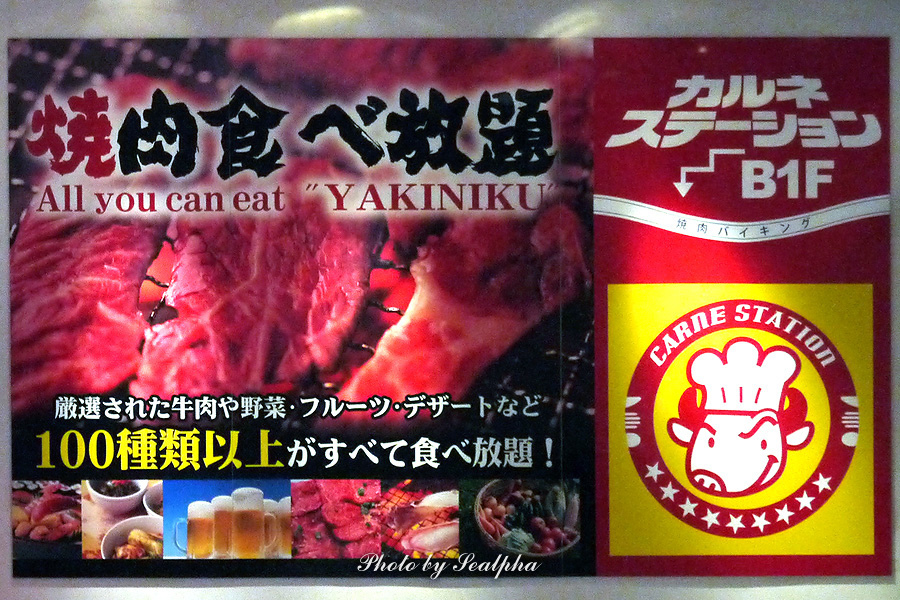 焼肉食べ放題
All you can eat "YAKINIKU"
厳選された牛肉や野菜・フルーツ・デザートなど
100種類以上がすべて食べ放題！
カルネ
ステーション
B1F
焼肉バイキング
CARNE STATION
Photo by Sealpha